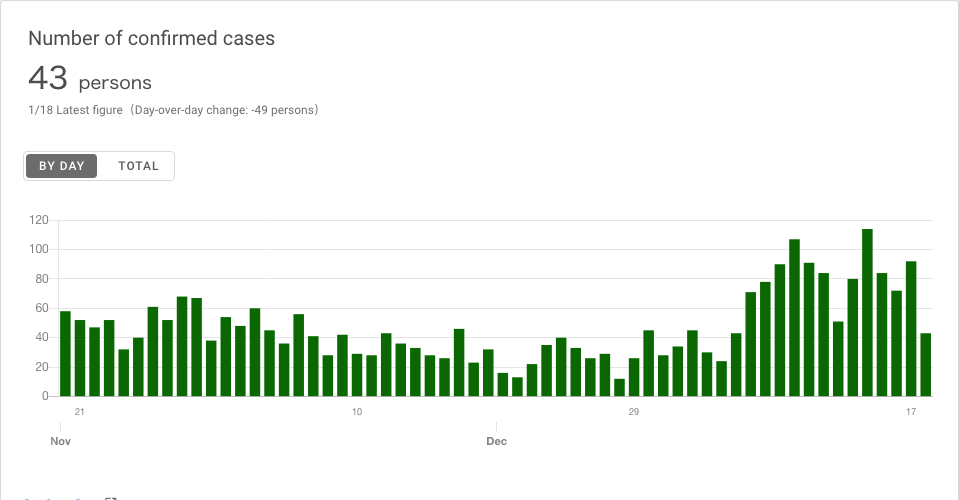 Number of confirmed cases
43 persons
1/18 Latest figure（Day-over-day change: -49 persons）
BY DAY TOTAL
120
100
80
60
40
20
0
21 10 29 17
Nov Dec